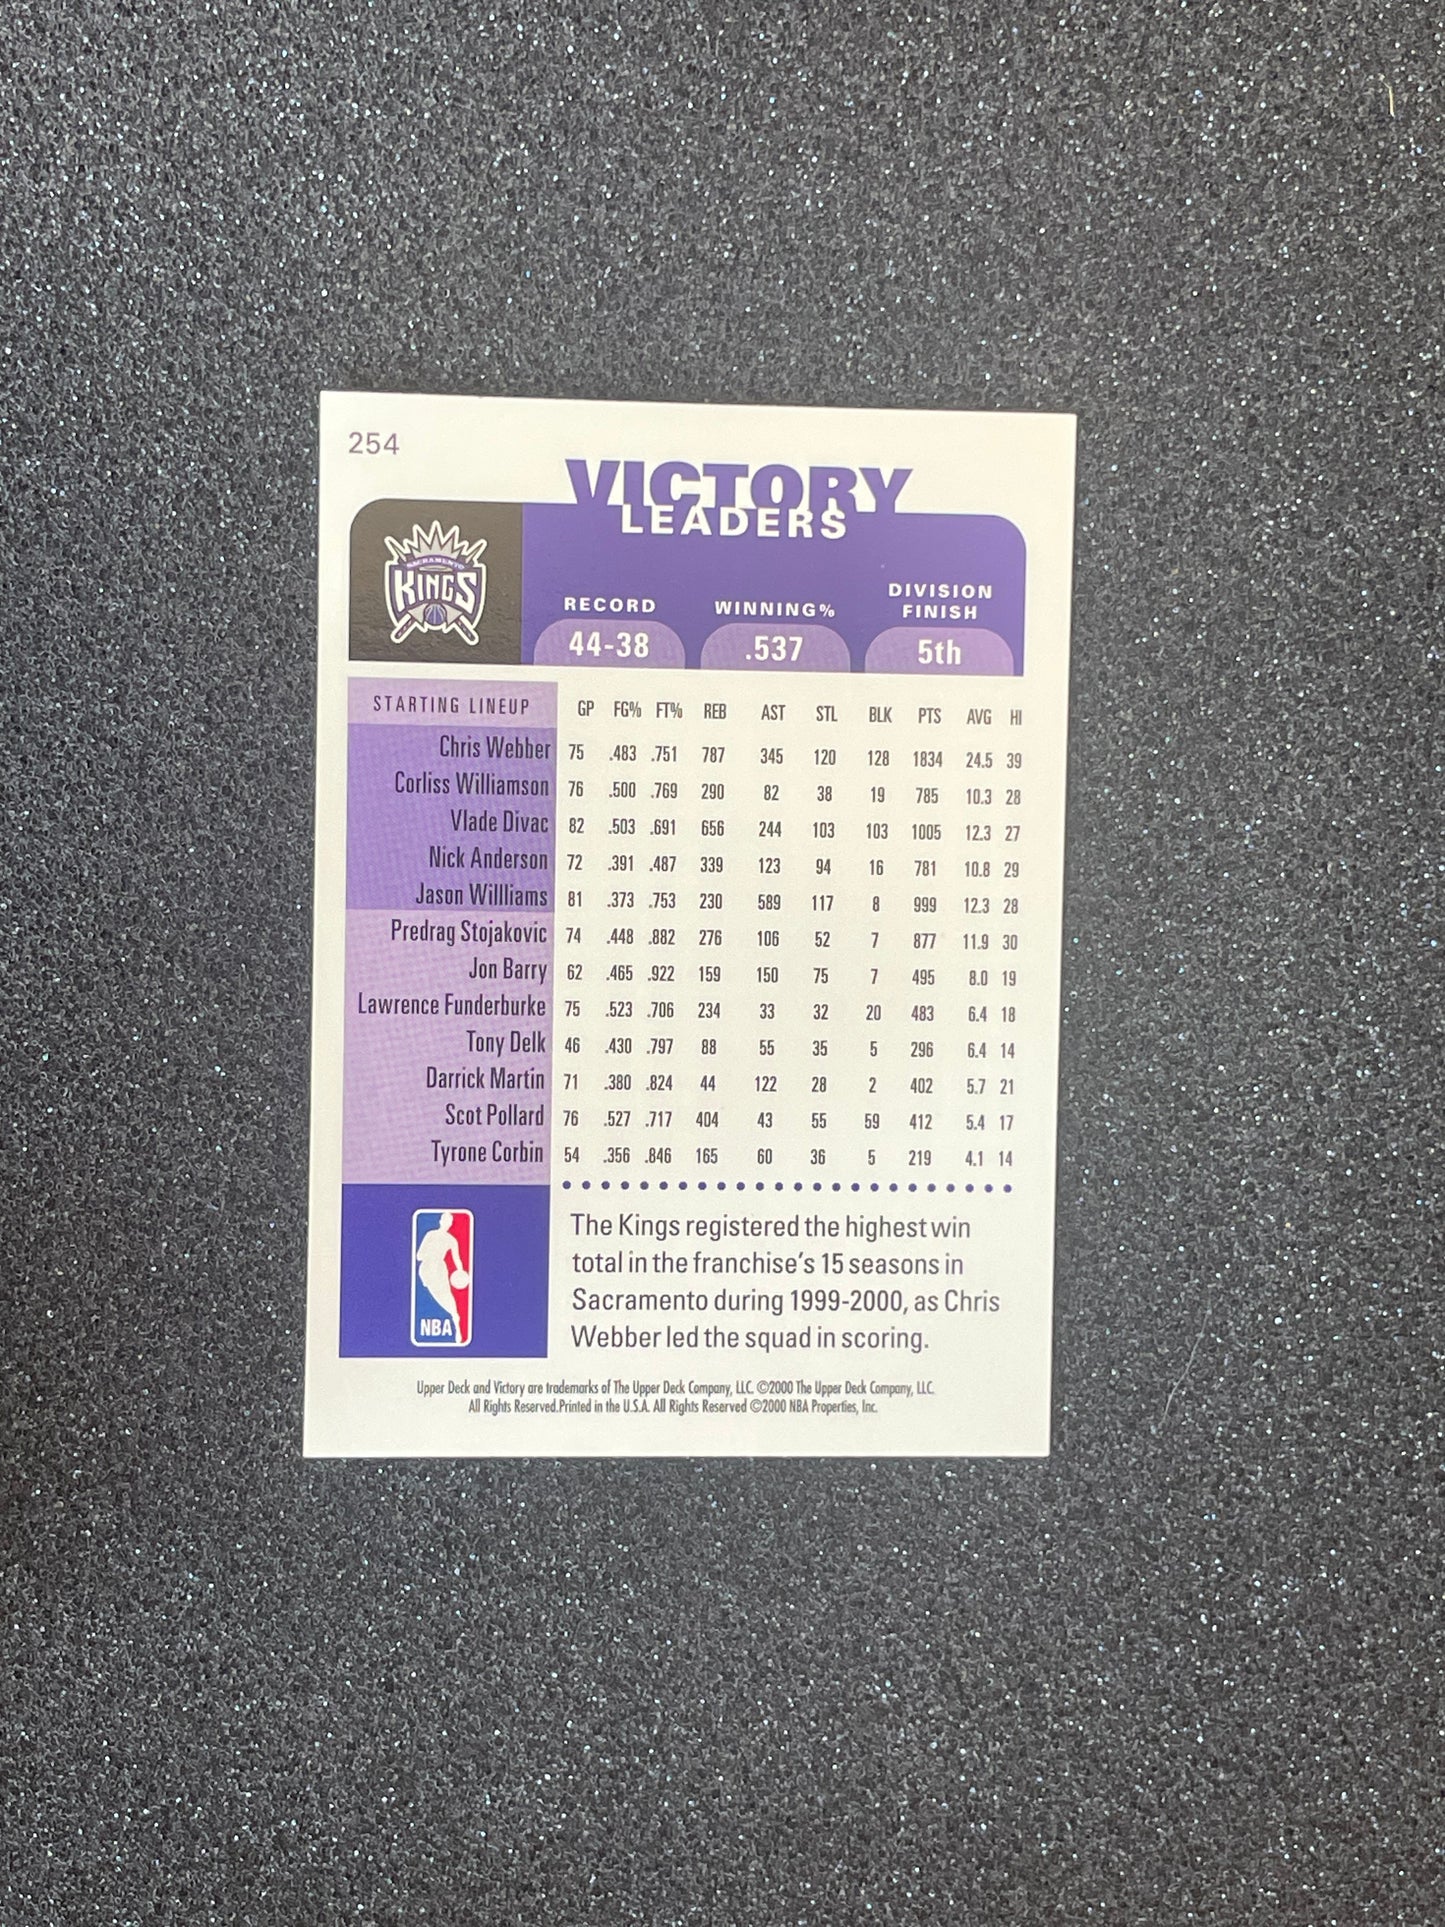 254
VICTORY
LEADERS
SACRAMENTO
KINGS
RECORD WINNING% DIVISION FINISH
44-38 .537 5th
STARTING LINEUP GP FG% FT% REB AST STL BLK PTS AVG HI
Chris Webber 75 .483 .751 787 345 120 128 1834 24.5 39
Corliss Williamson 76 .500 .769 290 82 38 19 785 10.3 28
Vlade Divac 82 .503 .691 656 244 103 103 1005 12.3 27
Nick Anderson 72 .391 .487 339 123 94 16 781 10.8 29
Jason Willliams 81 .373 .753 230 589 117 8 999 12.3 28
Predrag Stojakovic 74 .448 .882 276 106 52 7 877 11.9 30
Jon Barry 62 .465 .922 159 150 75 7 495 8.0 19
Lawrence Funderburke 75 .523 .706 234 33 32 20 483 6.4 18
Tony Delk 46 .430 .797 88 55 35 5 296 6.4 14
Darrick Martin 71 .380 .824 44 122 28 2 402 5.7 21
Scot Pollard 76 .527 .717 404 43 55 59 412 5.4 17
Tyrone Corbin 54 .356 .846 165 60 36 5 219 4.1 14
The Kings registered the highest win
total in the franchise's 15 seasons in
Sacramento during 1999-2000, as Chris
Webber led the squad in scoring.
NBA
Upper Deck and Victory are trademarks of The Upper Deck Company, LLC. ©2000 The Upper Deck Company, LLC.
All Rights Reserved.Printed in the U.S.A. All Rights Reserved ©2000 NBA Properties, Inc.